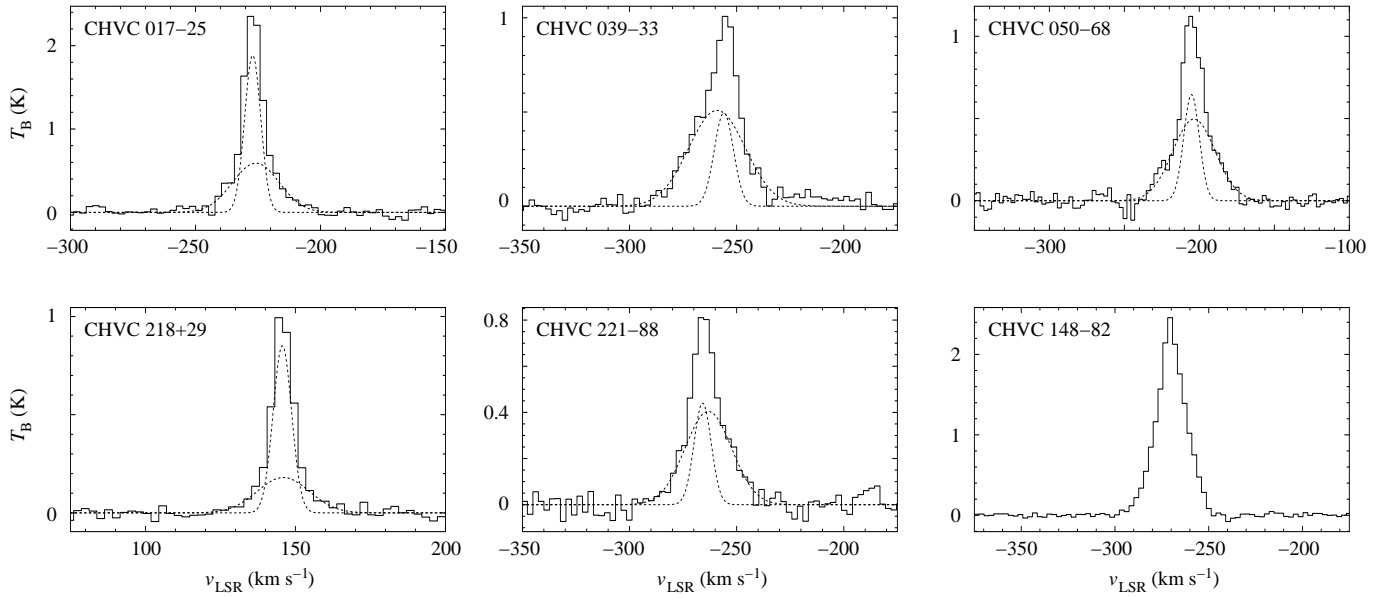 CHVC 017−25
T_B (K)
2
1
0
−300 −250 −200 −150
CHVC 039−33
1
0
−350 −300 −250 −200
CHVC 050−68
1
0
−300 −200 −100
CHVC 218+29
T_B (K)
1
0
100 150 200
v_LSR (km s⁻¹)
CHVC 221−88
0.8
0.4
0
−350 −300 −250 −200
v_LSR (km s⁻¹)
CHVC 148−82
2
1
0
−350 −300 −250 −200
v_LSR (km s⁻¹)